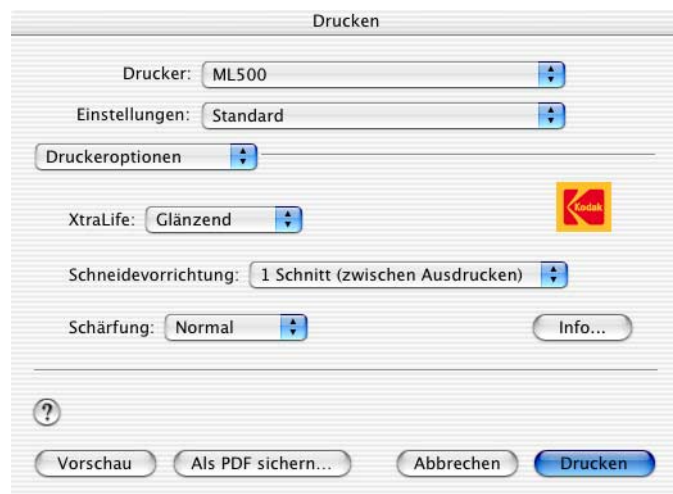 Drucken
Drucker: ML500
Einstellungen: Standard
Druckeroptionen
Kodak
XtraLife: Glänzend
Schneidevorrichtung: 1 Schnitt (zwischen Ausdrucken)
Schärfung: Normal
Info...
?
Vorschau Als PDF sichern... Abbrechen Drucken